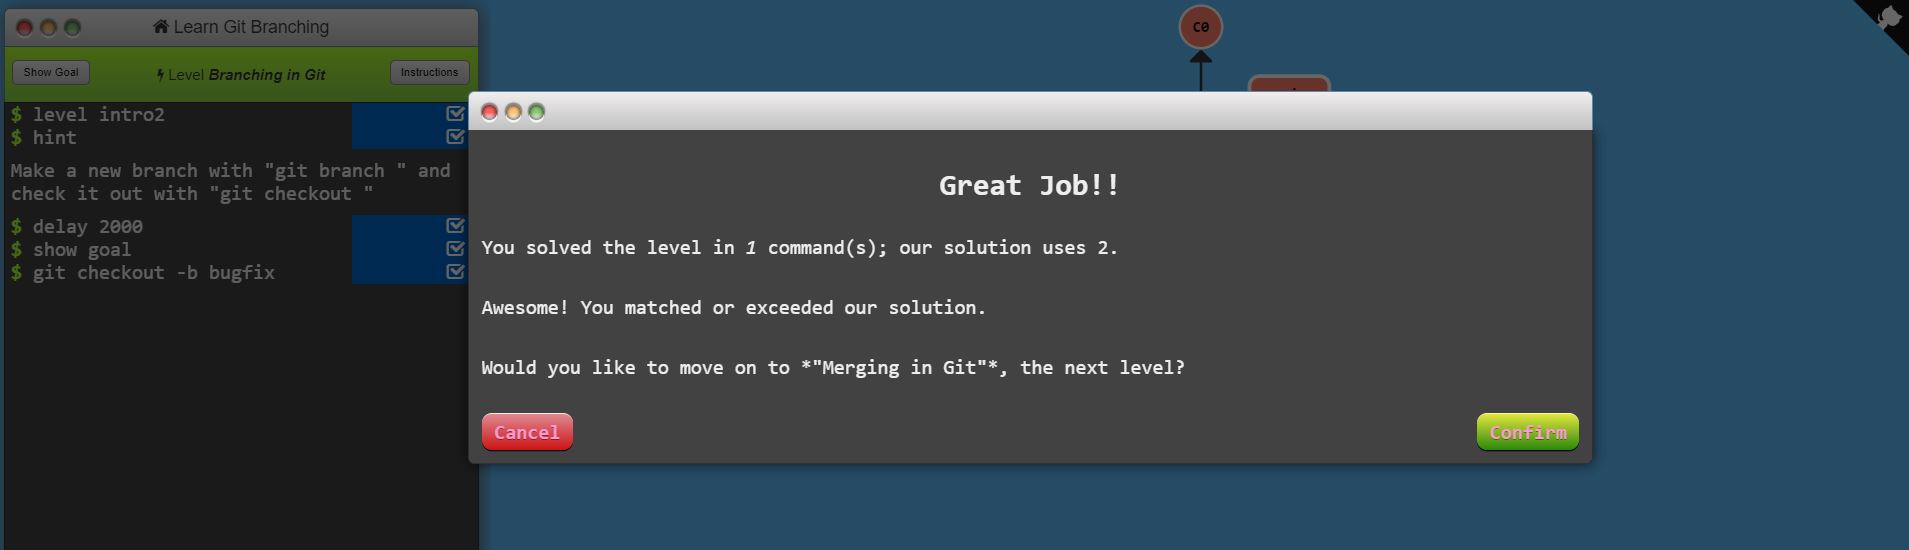 Learn Git Branching
Show Goal
Level Branching in Git
Instructions
$ level intro2
$ hint
Make a new branch with "git branch " and
check it out with "git checkout "
$ delay 2000
$ show goal
$ git checkout -b bugfix
C0
Great Job!!
You solved the level in 1 command(s); our solution uses 2.
Awesome! You matched or exceeded our solution.
Would you like to move on to *"Merging in Git"*, the next level?
Cancel
Confirm